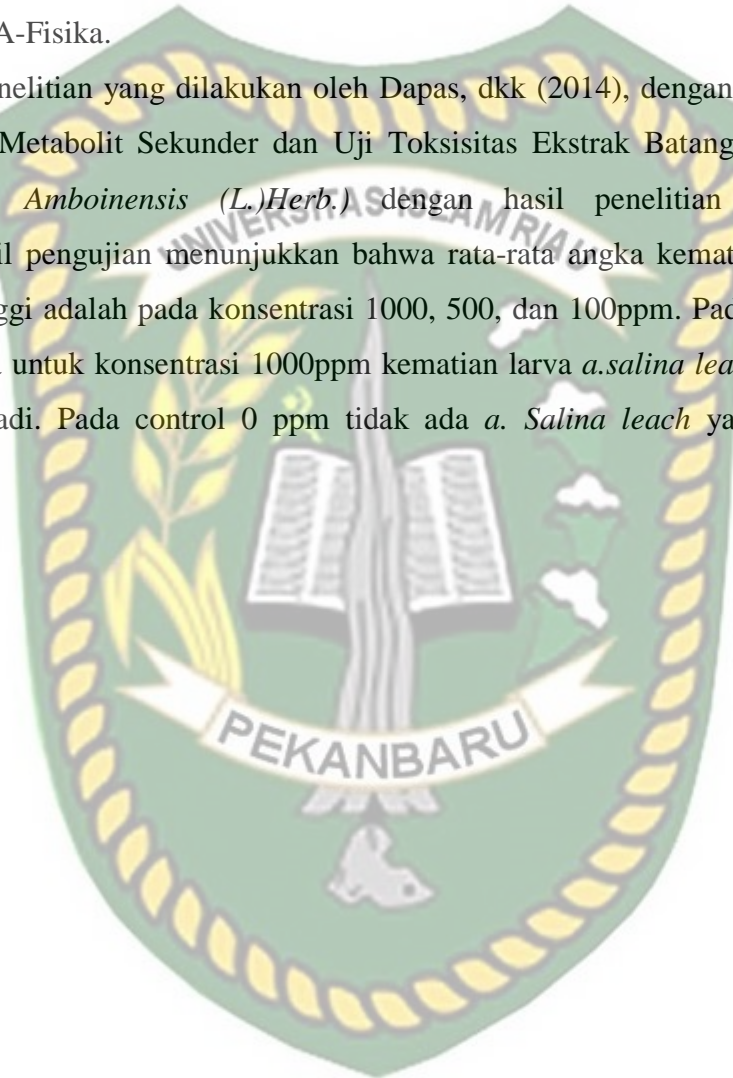 A-Fisika.
nelitian yang dilakukan oleh Dapas, dkk (2014), dengan
Metabolit Sekunder dan Uji Toksisitas Ekstrak Batang
Amboinensis (L.)Herb.) dengan hasil penelitian
UNIVERSITAS ISLAM RIAU
il pengujian menunjukkan bahwa rata-rata angka kemat
ggi adalah pada konsentrasi 1000, 500, dan 100ppm. Pad
untuk konsentrasi 1000ppm kematian larva a.salina lea
adi. Pada control 0 ppm tidak ada a. Salina leach ya
PEKANBARU